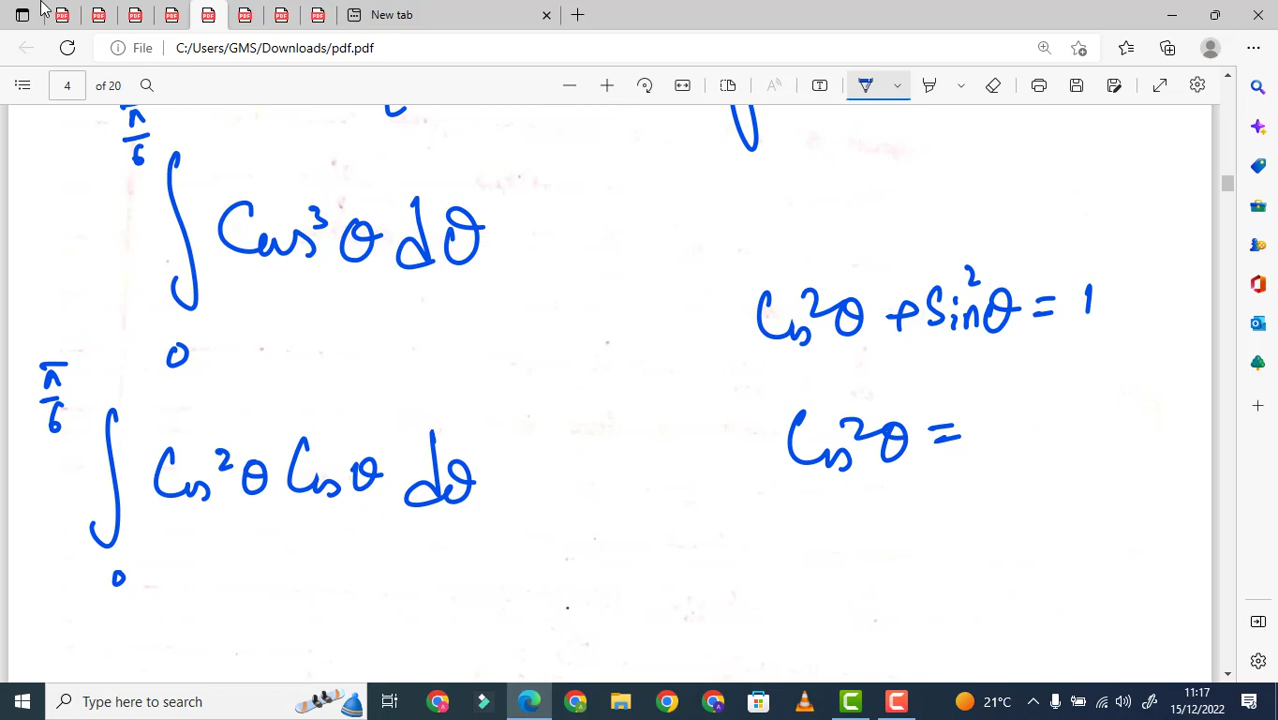 New tab
File C:/Users/GMS/Downloads/pdf.pdf
4 of 20
π/6
∫ Cos³θ dθ
0
Cos²θ + Sin²θ = 1
π/6
∫ Cos²θ Cosθ dθ
0
Cos²θ =
Type here to search
21°C
11:17
15/12/2022